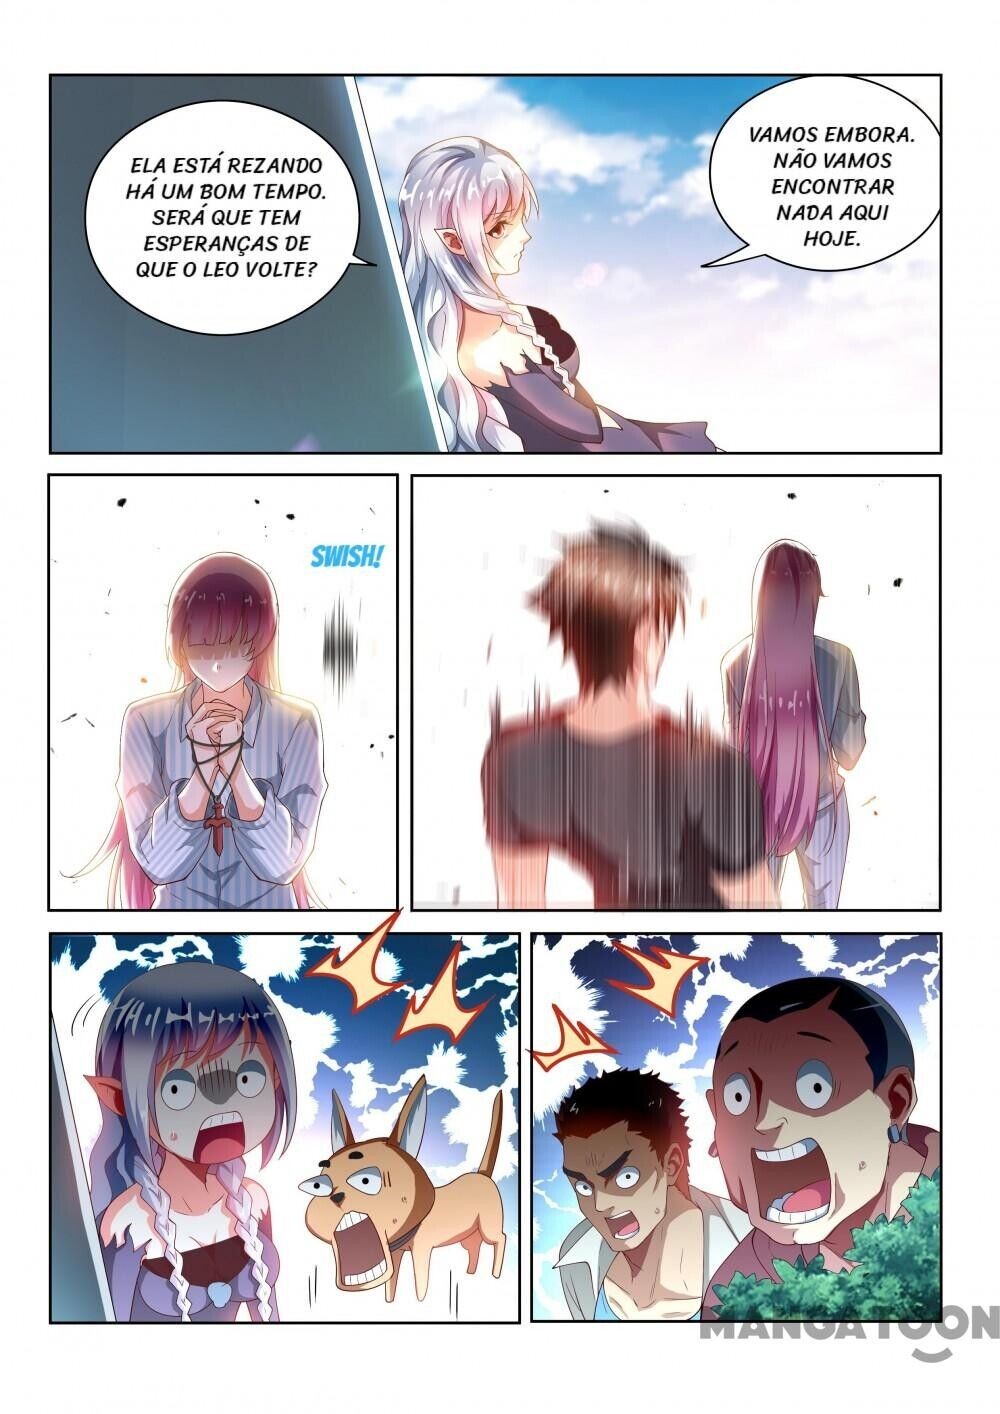 ELA ESTÁ REZANDO
HÁ UM BOM TEMPO.
SERÁ QUE TEM
ESPERANÇAS DE
QUE O LEO VOLTE?
VAMOS EMBORA.
NÃO VAMOS
ENCONTRAR
NADA AQUI
HOJE.
SWISH!
MANGATOON